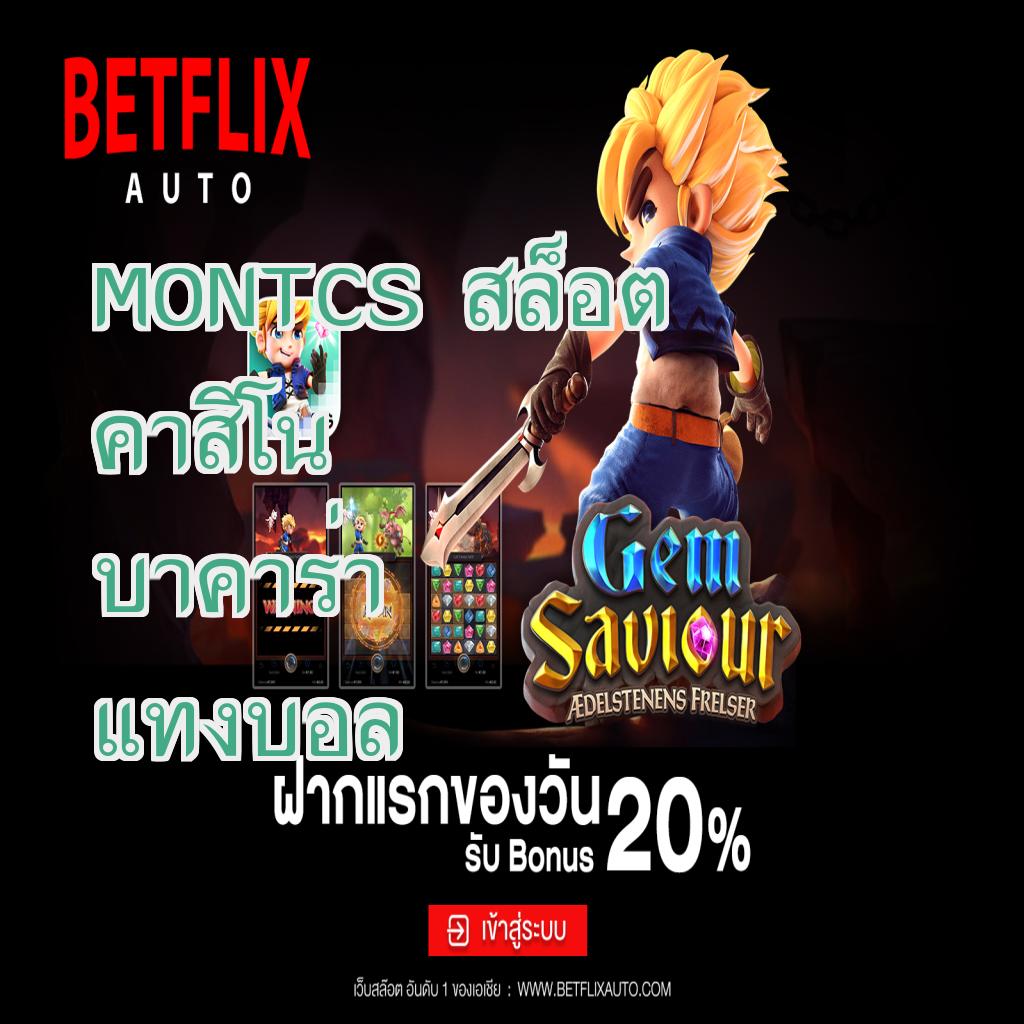 BETFLIX
AUTO
MONTCS สล็อต
คาสิโน
บาคาร่า
แทงบอล
Gem
Saviour
ÆDELSTENENS FRELSER
ฝากแรกของวัน
รับ Bonus 20%
เข้าสู่ระบบ
เว็บสล๊อต อันดับ 1 ของเอเชีย : WWW.BETFLIXAUTO.COM